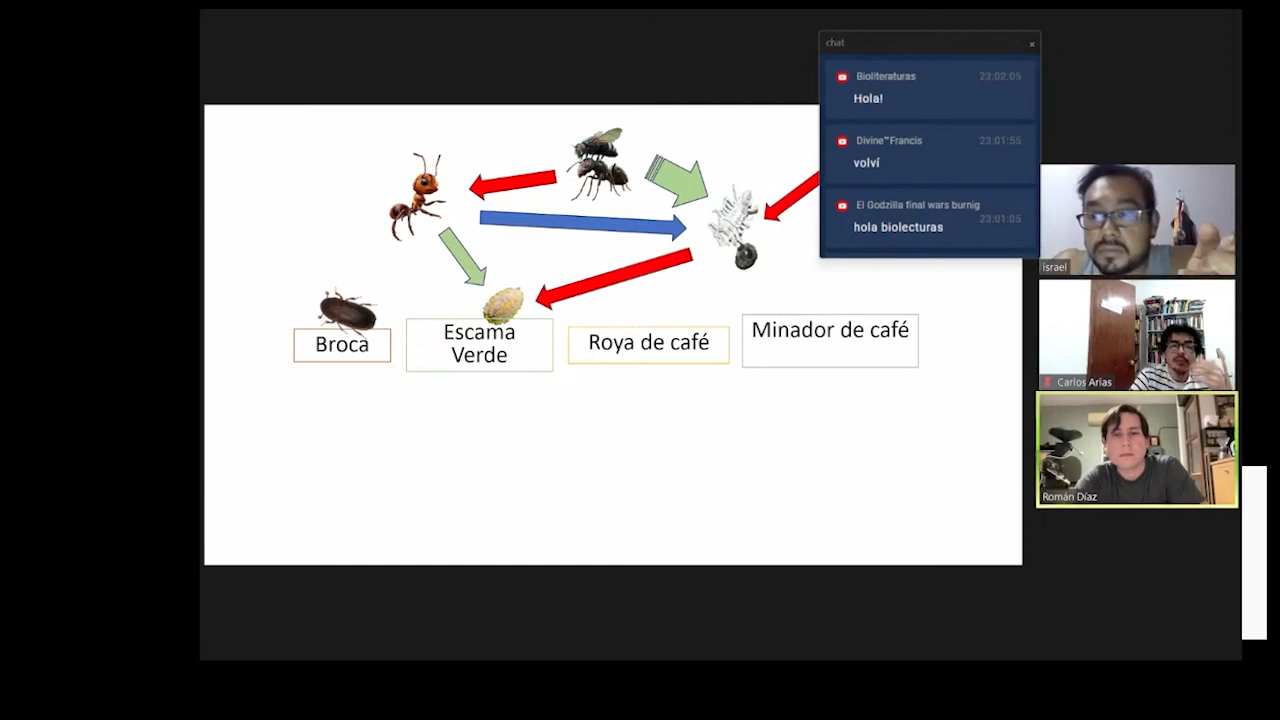 chat
Bioliteraturas 23:02:05
Hola!
Divine™Francis 23:01:55
volví
El Godzilla final wars burnig
23:01:05
hola biolecturas
israel
Carlos Arias
Román Díaz
Broca
Escama
Verde
Roya de café
Minador de café